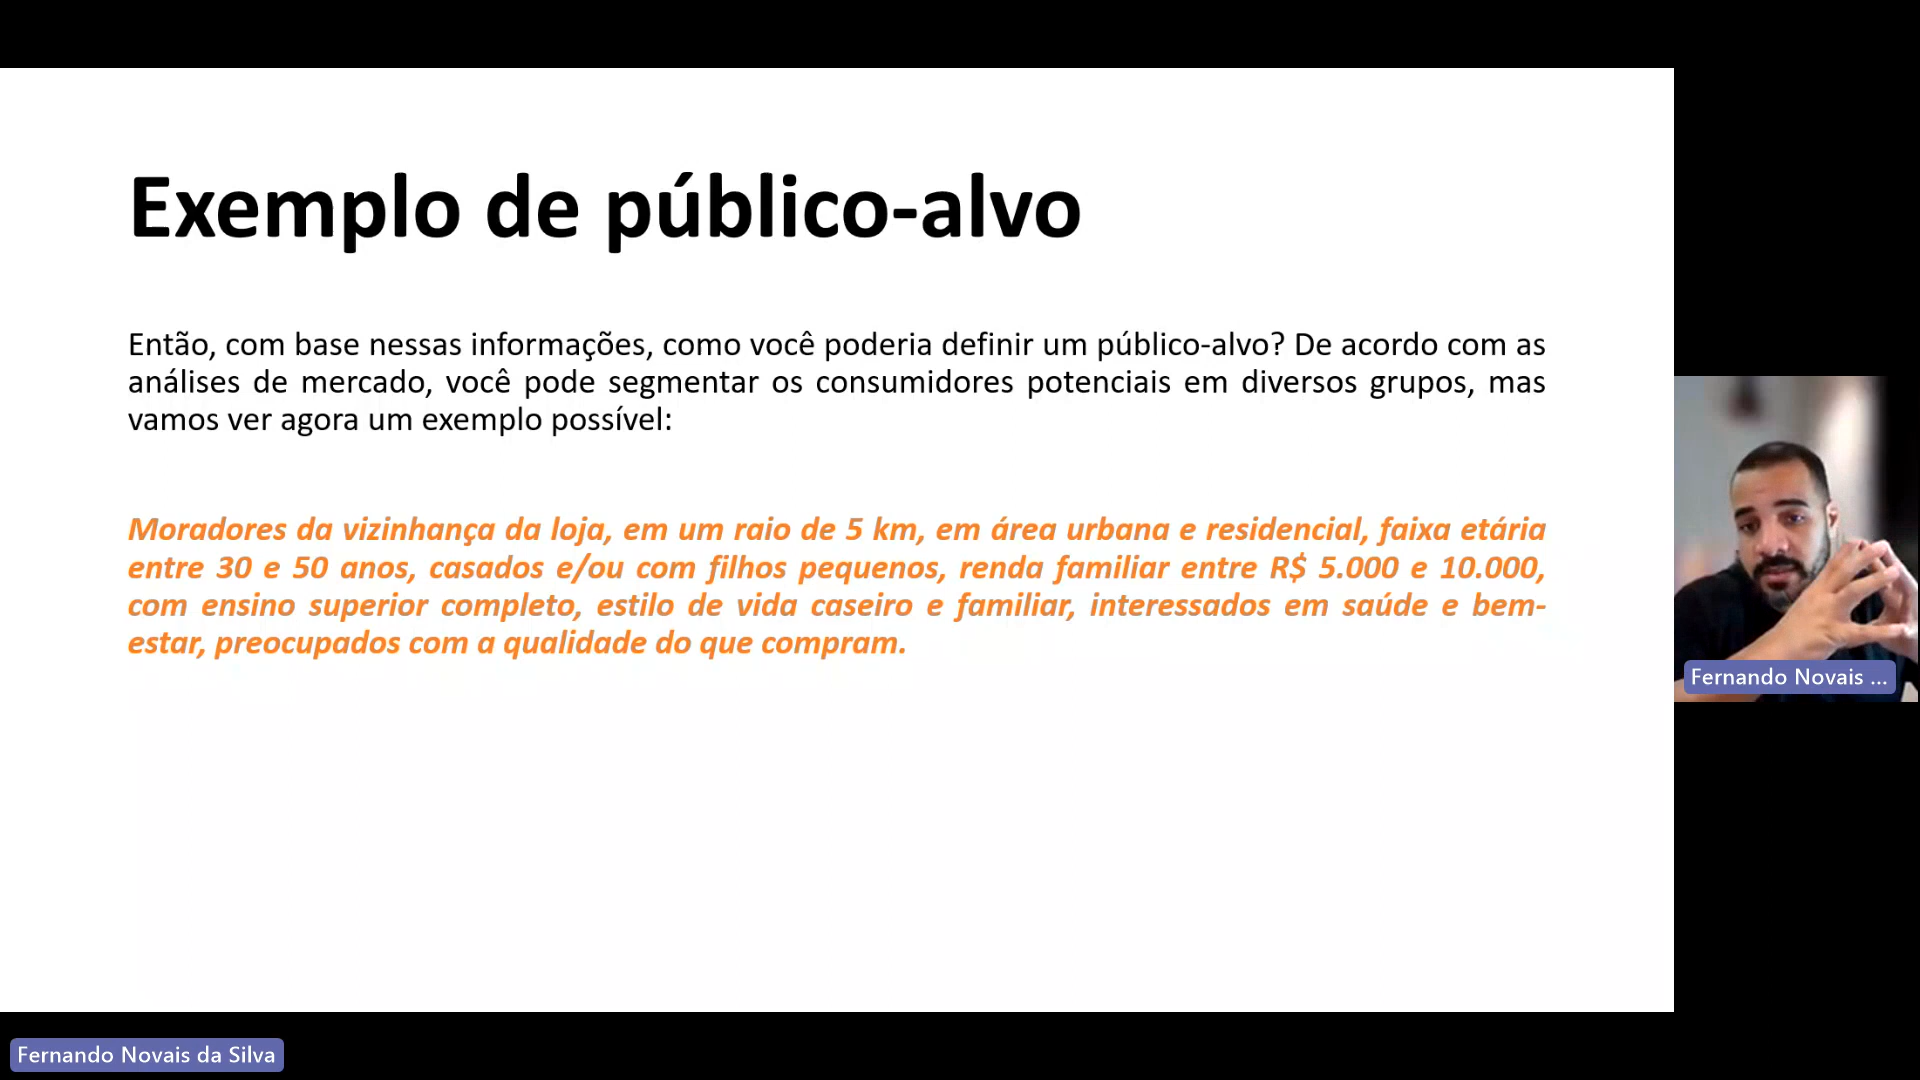 Exemplo de público-alvo
Então, com base nessas informações, como você poderia definir um público-alvo? De acordo com as
análises de mercado, você pode segmentar os consumidores potenciais em diversos grupos, mas
vamos ver agora um exemplo possível:
Moradores da vizinhança da loja, em um raio de 5 km, em área urbana e residencial, faixa etária
entre 30 e 50 anos, casados e/ou com filhos pequenos, renda familiar entre R$ 5.000 e 10.000,
com ensino superior completo, estilo de vida caseiro e familiar, interessados em saúde e bem-
estar, preocupados com a qualidade do que compram.
Fernando Novais ...
Fernando Novais da Silva